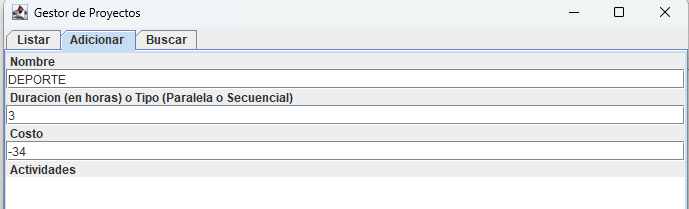 Gestor de Proyectos
Listar Adicionar Buscar
Nombre
DEPORTE
Duracion (en horas) o Tipo (Paralela o Secuencial)
3
Costo
-34
Actividades